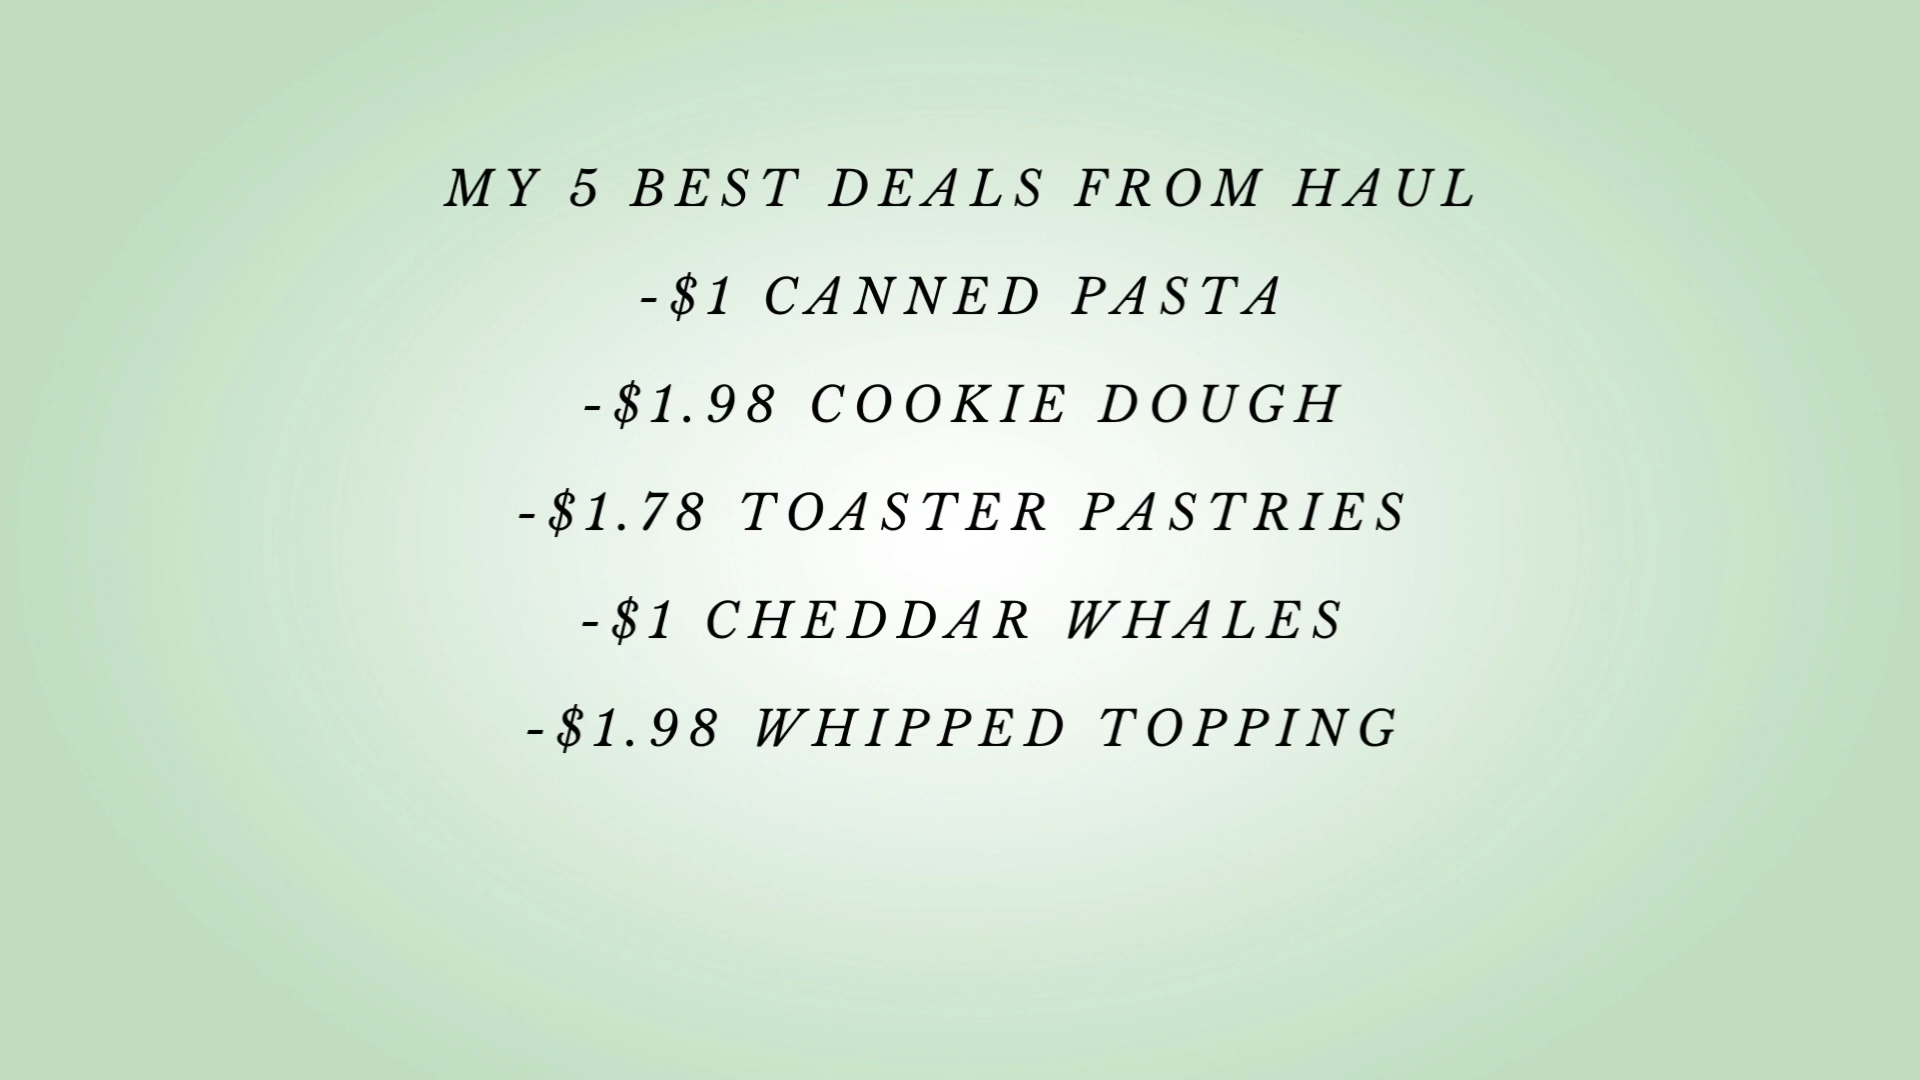 MY 5 BEST DEALS FROM HAUL
-$1 CANNED PASTA
-$1.98 COOKIE DOUGH
-$1.78 TOASTER PASTRIES
-$1 CHEDDAR WHALES
-$1.98 WHIPPED TOPPING